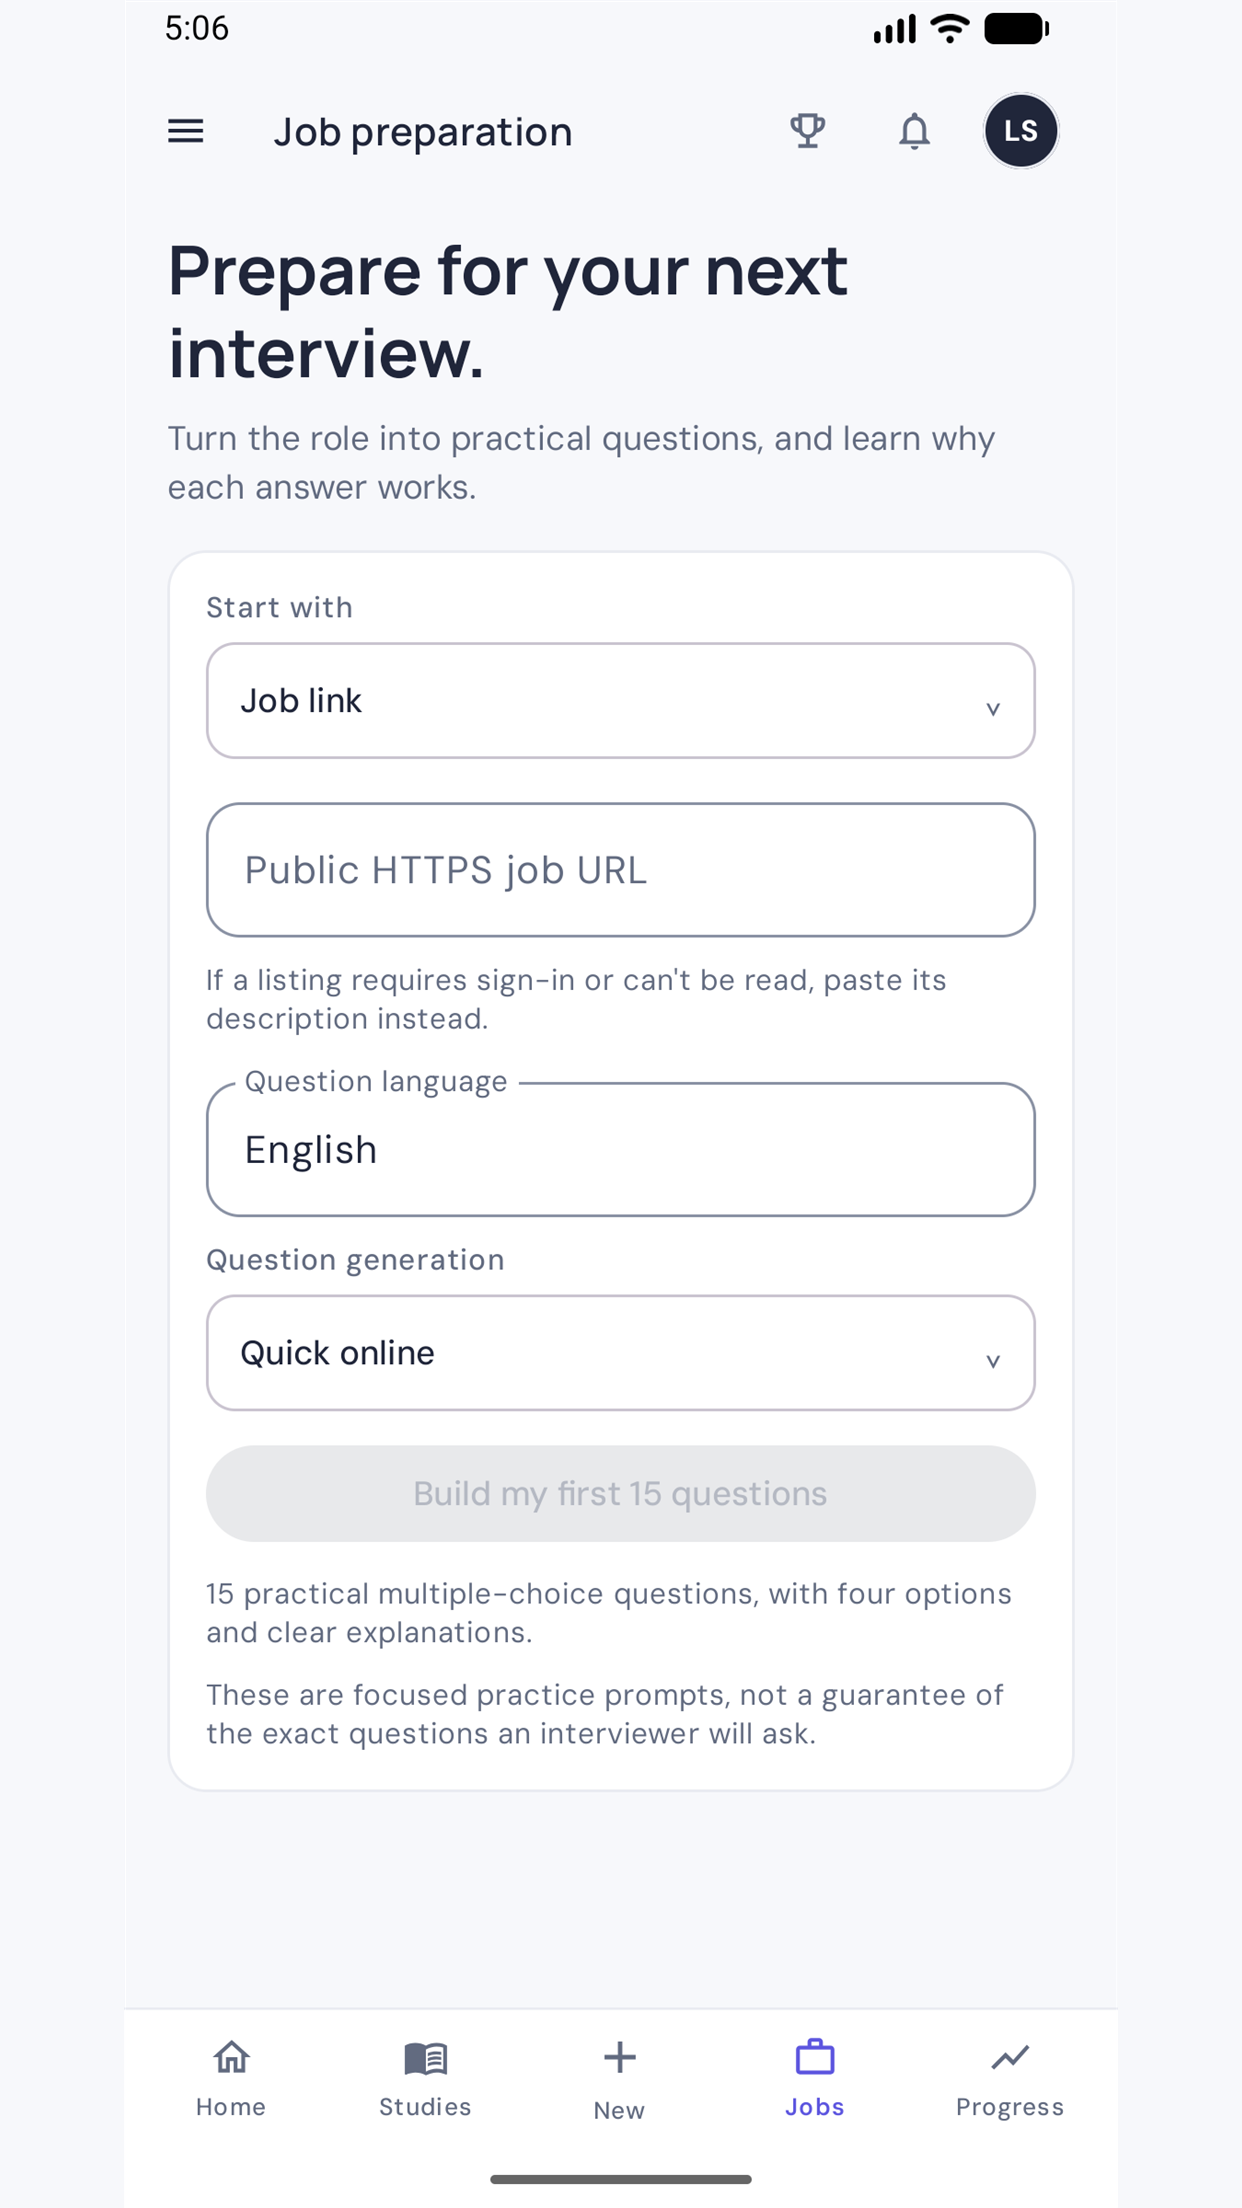 5:06
Job preparation
LS
Prepare for your next
interview.
Turn the role into practical questions, and learn why
each answer works.
Start with
Job link
Public HTTPS job URL
If a listing requires sign-in or can't be read, paste its
description instead.
Question language
English
Question generation
Quick online
Build my first 15 questions
15 practical multiple-choice questions, with four options
and clear explanations.
These are focused practice prompts, not a guarantee of
the exact questions an interviewer will ask.
Home
Studies
New
Jobs
Progress